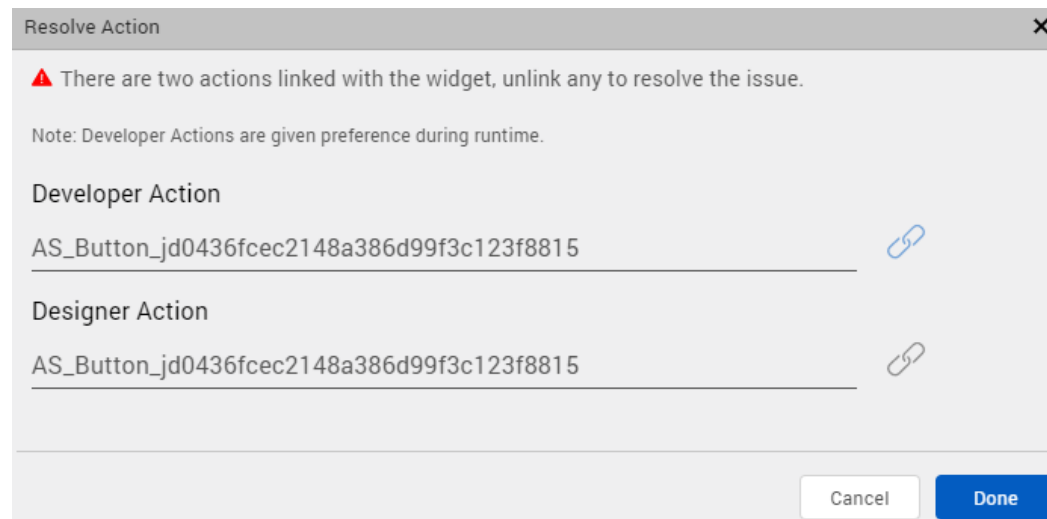 Resolve Action
There are two actions linked with the widget, unlink any to resolve the issue.
Note: Developer Actions are given preference during runtime.
Developer Action
AS_Button_jd0436fcec2148a386d99f3c123f8815
Designer Action
AS_Button_jd0436fcec2148a386d99f3c123f8815
Cancel Done